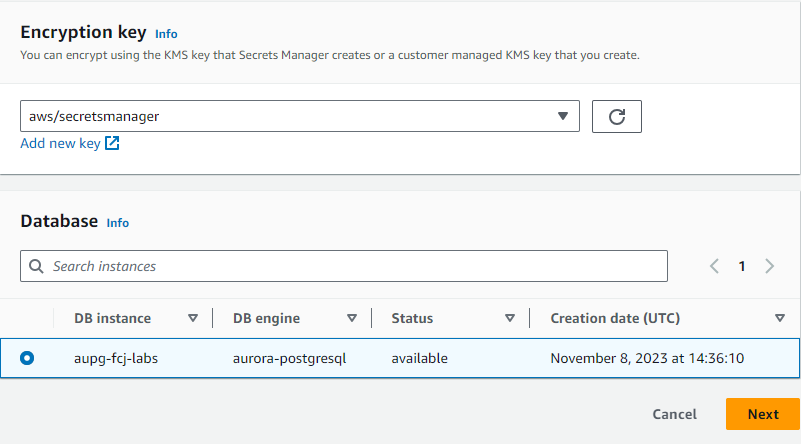 Encryption key Info
You can encrypt using the KMS key that Secrets Manager creates or a customer managed KMS key that you create.
aws/secretsmanager
Add new key
Database Info
Search instances
1
DB instance DB engine Status Creation date (UTC)
aupg-fcj-labs aurora-postgresql available November 8, 2023 at 14:36:10
Cancel Next